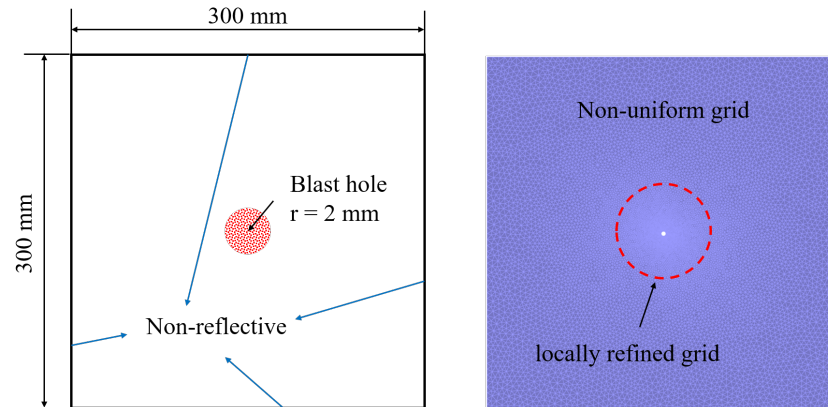 300 mm
300 mm
Blast hole
r = 2 mm
Non-reflective
Non-uniform grid
locally refined grid